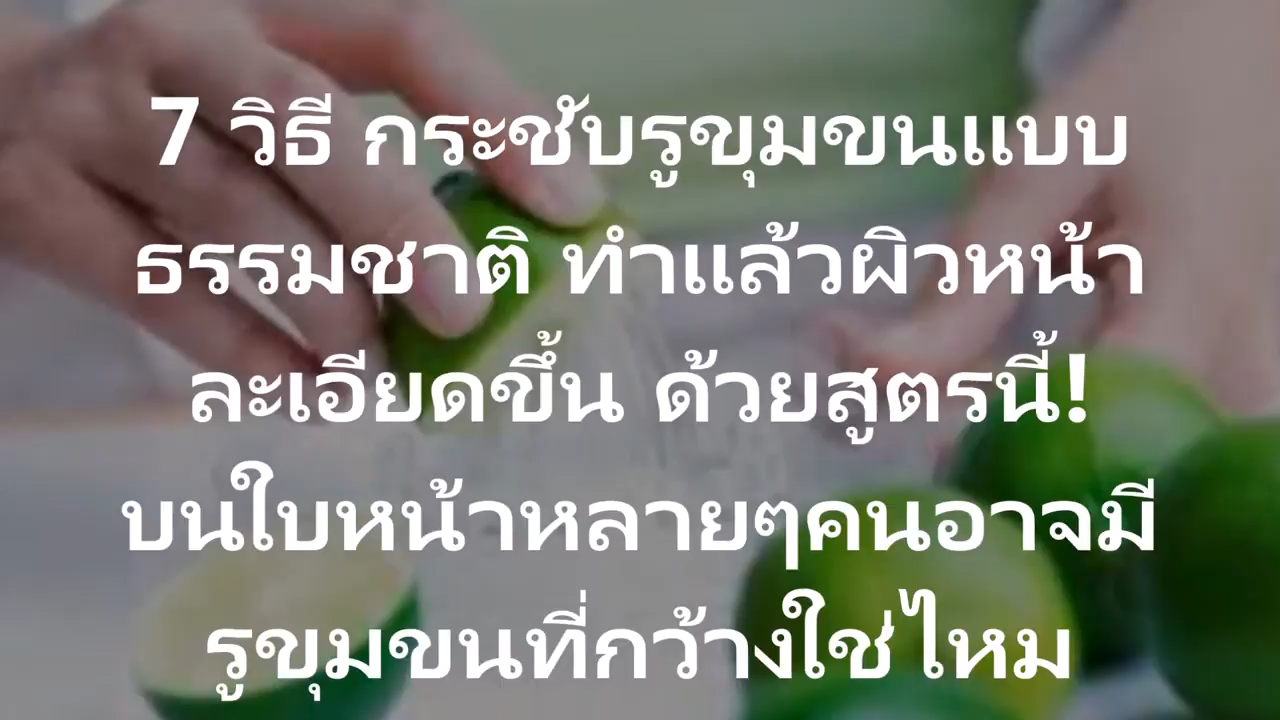 7 วิธี กระชับรูขุมขนแบบ
ธรรมชาติ ทำแล้วผิวหน้า
ละเอียดขึ้น ด้วยสูตรนี้!
บนใบหน้าหลายๆคนอาจมี
รูขุมขนที่กว้างใช่ไหม